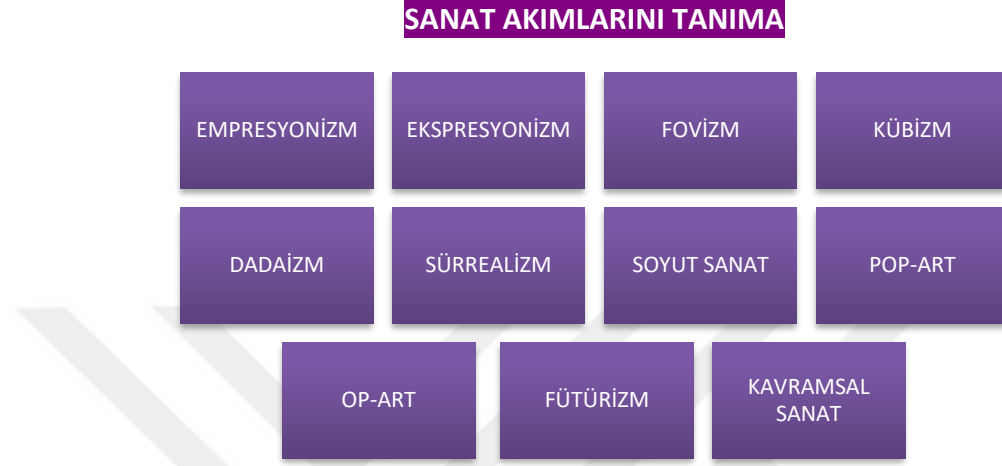 SANAT AKIMLARINI TANIMA
EMPRESYONİZM
EKSPRESYONİZM
FOVİZM
KÜBİZM
DADAİZM
SÜRREALİZM
SOYUT SANAT
POP-ART
OP-ART
FÜTÜRİZM
KAVRAMSAL
SANAT